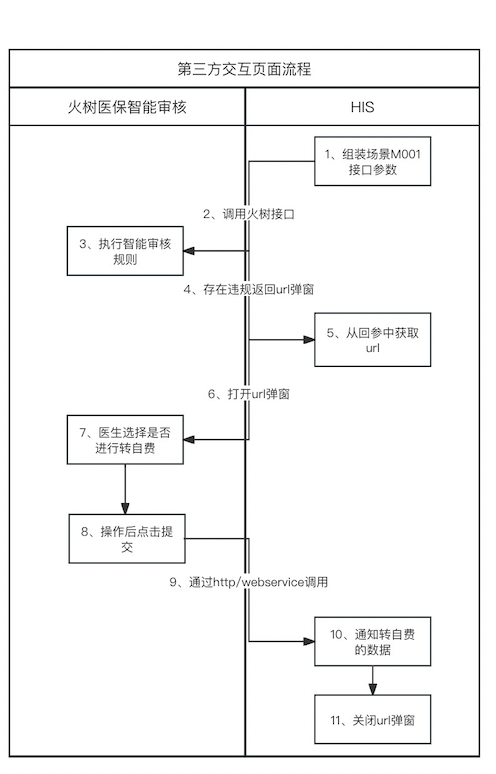 第三方交互页面流程
火树医保智能审核
HIS
1、组装场景M001
接口参数
2、调用火树接口
3、执行智能审核
规则
4、存在违规返回url弹窗
5、从回参中获取
url
6、打开url弹窗
7、医生选择是否
进行转自费
8、操作后点击提
交
9、通过http/webservice调用
10、通知转自费
的数据
11、关闭url弹窗